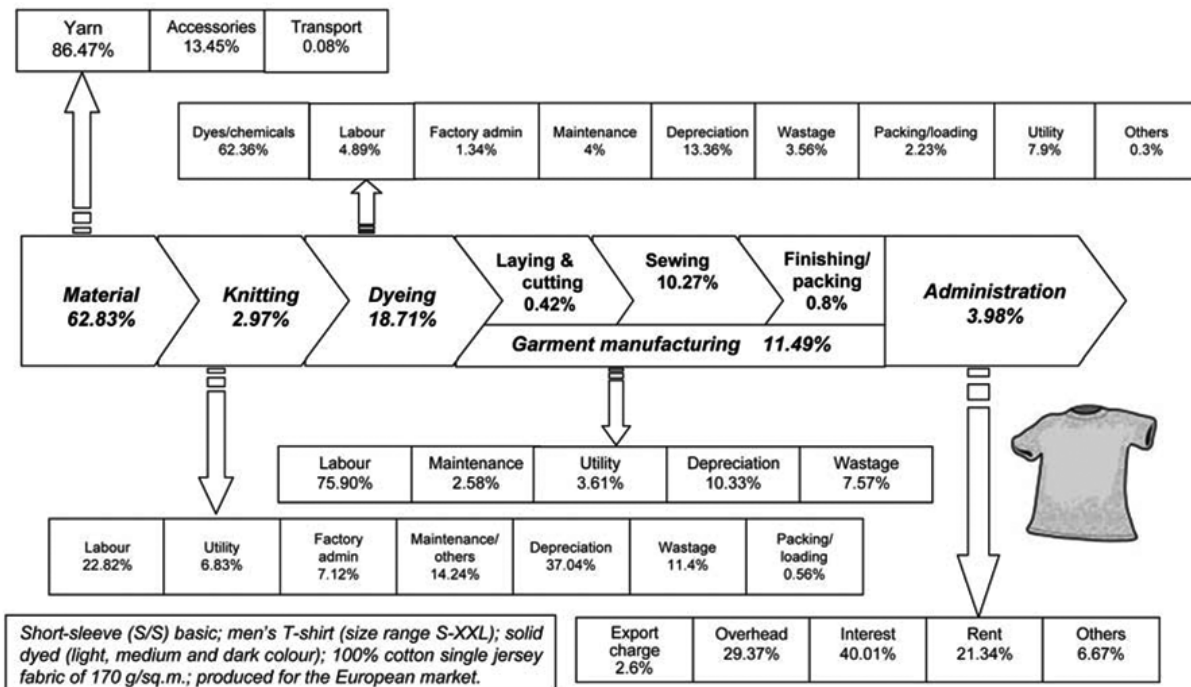 Yarn
86.47%
Accessories
13.45%
Transport
0.08%
Dyes/chemicals
62.36%
Labour
4.89%
Factory admin
1.34%
Maintenance
4%
Depreciation
13.36%
Wastage
3.56%
Packing/loading
2.23%
Utility
7.9%
Others
0.3%
Material
62.83%
Knitting
2.97%
Dyeing
18.71%
Laying &
cutting
0.42%
Sewing
10.27%
Finishing/
packing
0.8%
Garment manufacturing 11.49%
Administration
3.98%
Labour
75.90%
Maintenance
2.58%
Utility
3.61%
Depreciation
10.33%
Wastage
7.57%
Labour
22.82%
Utility
6.83%
Factory
admin
7.12%
Maintenance/
others
14.24%
Depreciation
37.04%
Wastage
11.4%
Packing/
loading
0.56%
Short-sleeve (S/S) basic; men's T-shirt (size range S-XXL); solid
dyed (light, medium and dark colour); 100% cotton single jersey
fabric of 170 g/sq.m.; produced for the European market.
Export
charge
2.6%
Overhead
29.37%
Interest
40.01%
Rent
21.34%
Others
6.67%